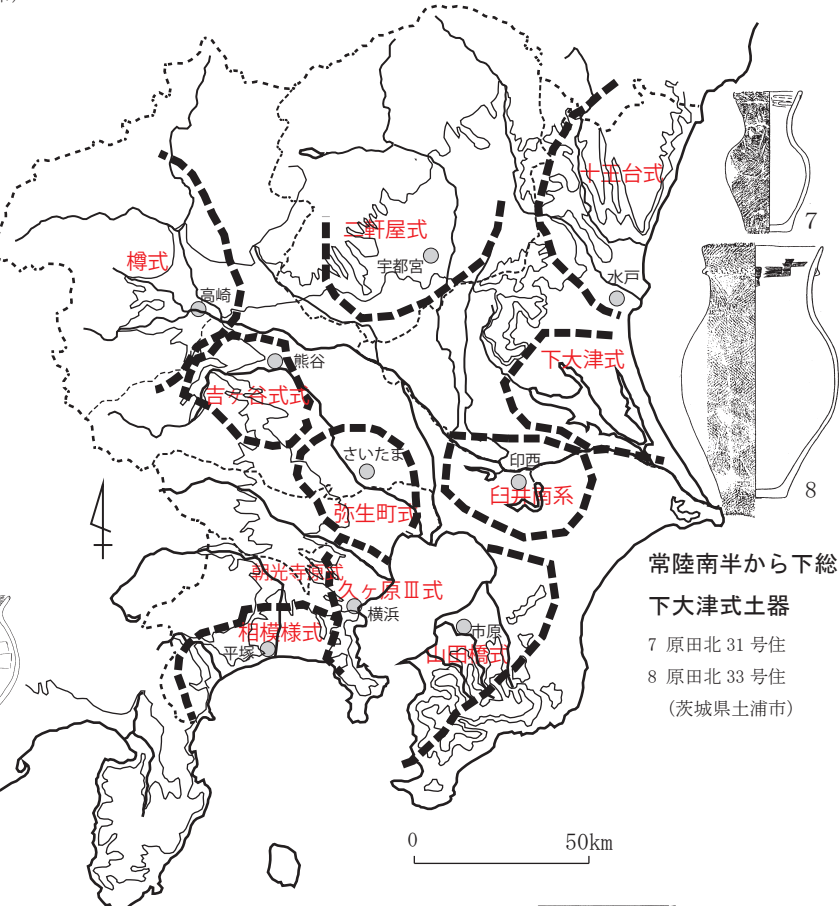 十王台式
7
二軒屋式
宇都宮
樽式
水戸
高崎
下大津式
熊谷
吉ヶ谷式式
さいたま
印西
臼井南系
8
弥生町式
常陸南半から下総
朝光寺原式
久ヶ原Ⅲ式
下大津式土器
横浜
相模様式
市原
7 原田北 31 号住
平塚
山田橋式
8 原田北 33 号住
(茨城県土浦市)
0
50km